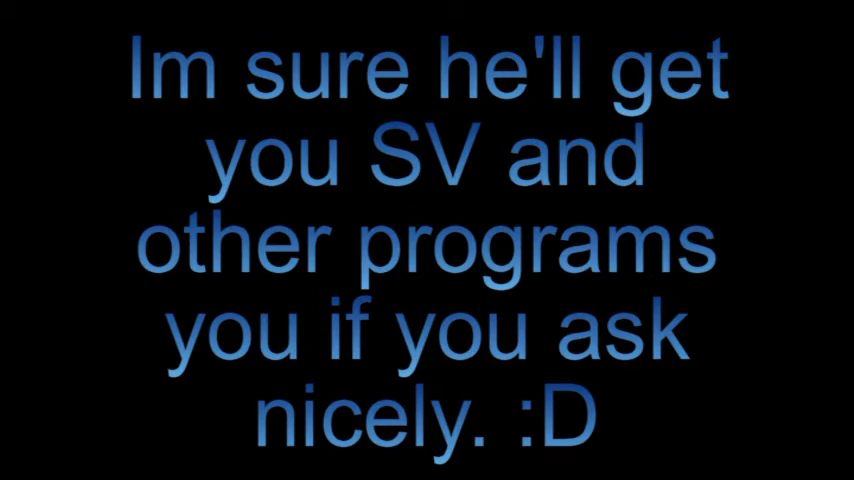 Im sure he'll get
you SV and
other programs
you if you ask
nicely. :D